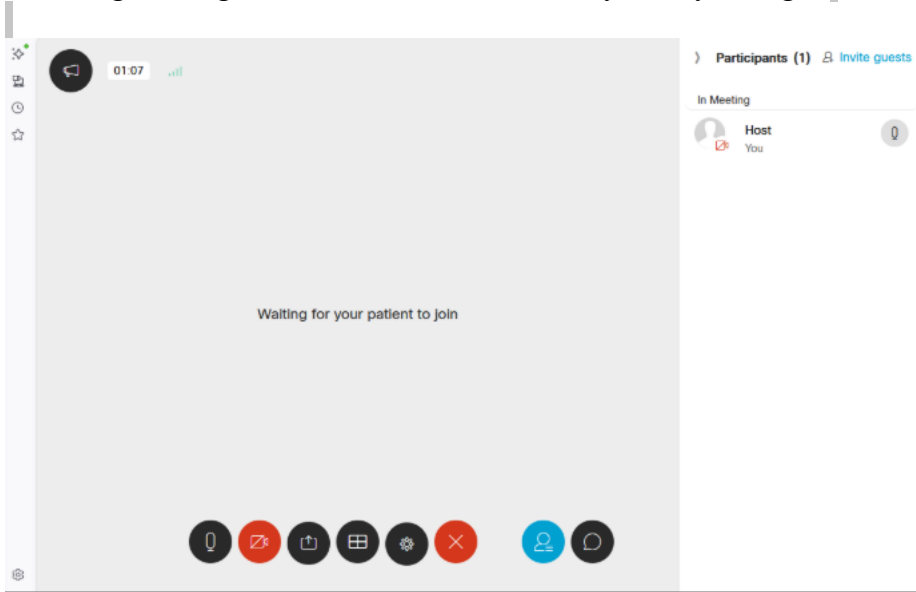 01:07
Participants (1) Invite guests
In Meeting
Host
You
Waiting for your patient to join